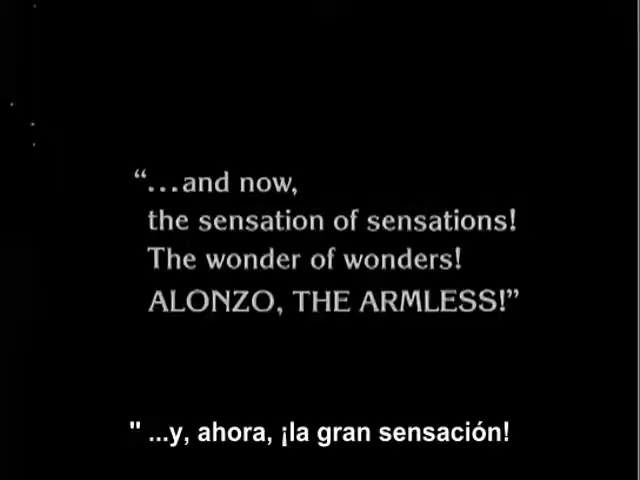 “...and now,
the sensation of sensations!
The wonder of wonders!
ALONZO, THE ARMLESS!”
" ...y, ahora, ¡la gran sensación!